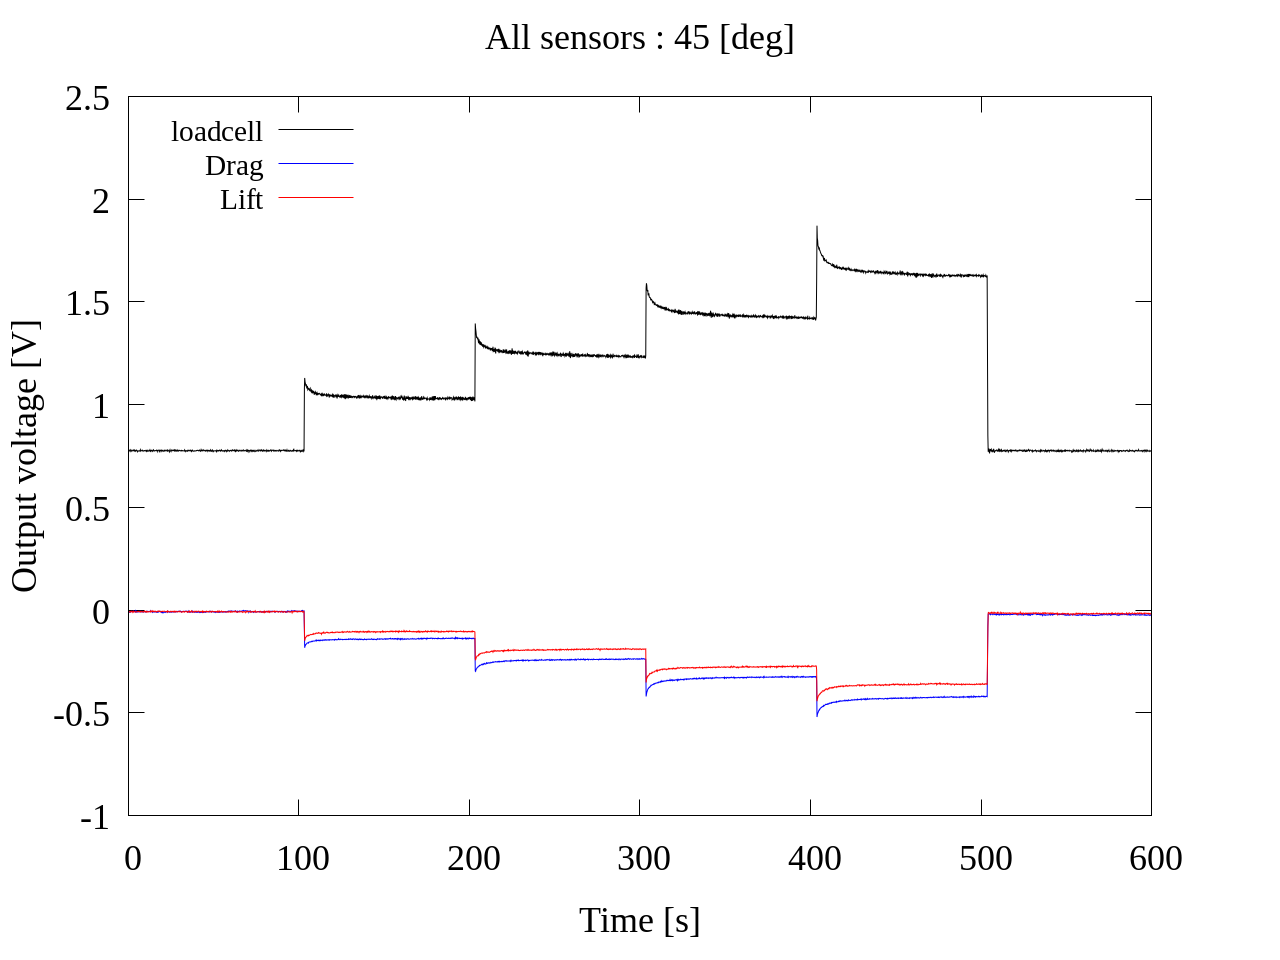 All sensors : 45 [deg]
2.5
2
1.5
1
0.5
0
-0.5
-1
loadcell
Drag
Lift
Output voltage [V]
0 100 200 300 400 500 600
Time [s]